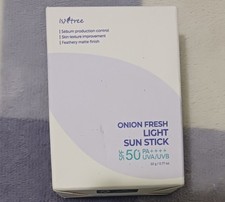 isntree
• Sebum production control
• Skin texture improvement
• Feathery matte finish
ONION FRESH
LIGHT
SUN STICK
SPF 50+ PA++++
UVA/UVB